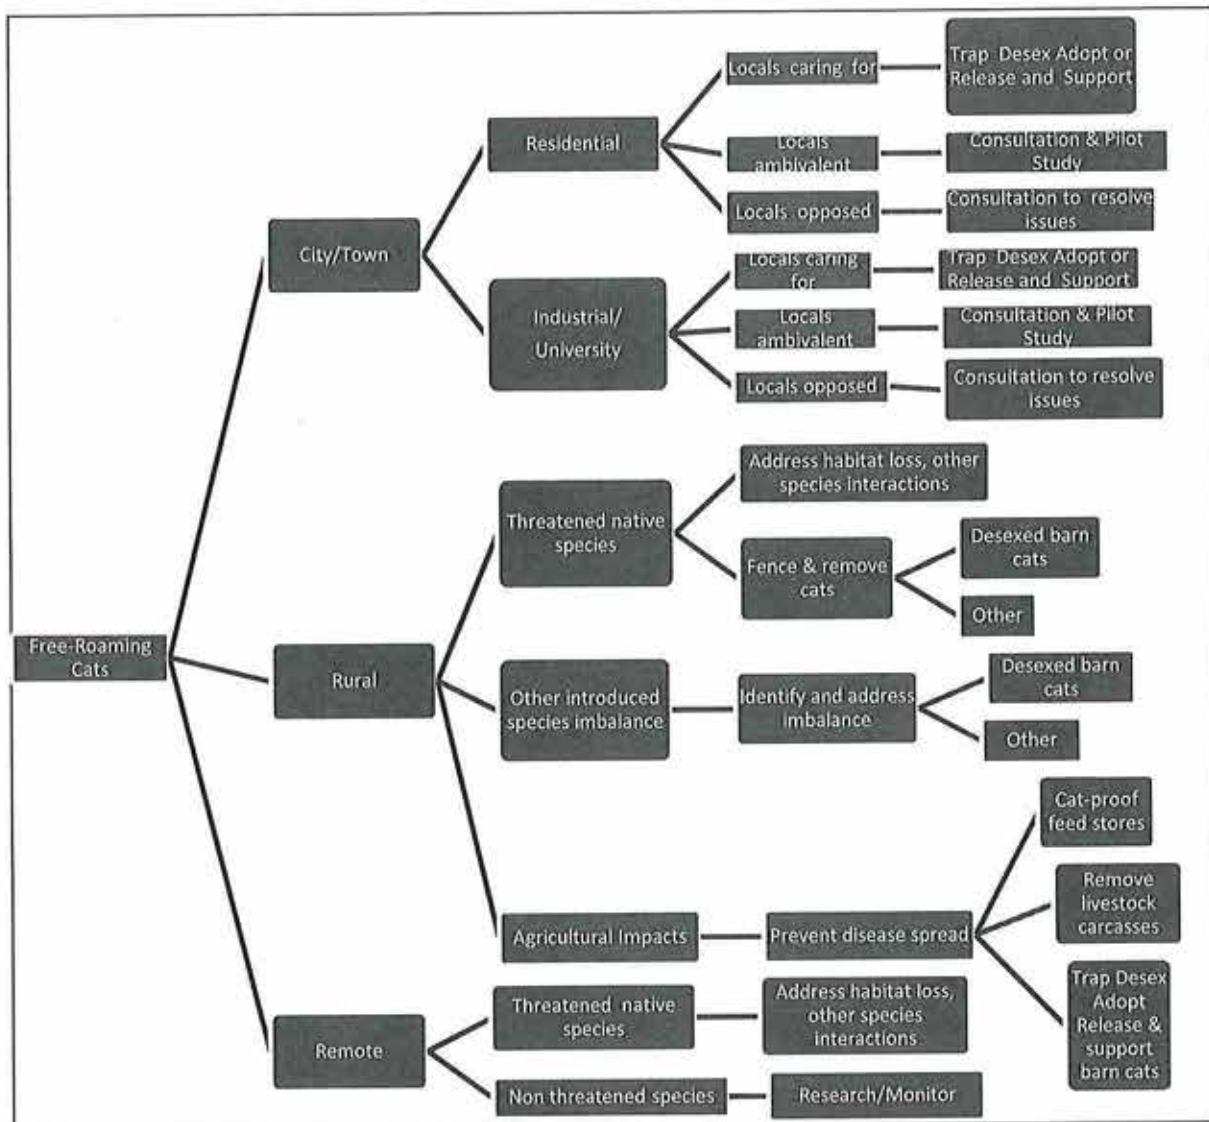 Locals caring for
Trap Desex Adopt or
Release and Support
Residential
Locals
ambivalent
Consultation & Pilot
Study
Locals opposed
Consultation to resolve
issues
City/Town
Locals caring
for
Trap Desex Adopt or
Release and Support
Industrial/
University
Locals
ambivalent
Consultation & Pilot
Study
Locals opposed
Consultation to resolve
issues
Address habitat loss, other
species interactions
Threatened native
species
Fence & remove
cats
Desexed barn
cats
Other
Free-Roaming
Cats
Rural
Other introduced
species imbalance
Identify and address
imbalance
Desexed barn
cats
Other
Cat-proof
feed stores
Remove
livestock
carcasses
Agricultural Impacts
Prevent disease spread
Trap Desex
Adopt
Release &
support
barn cats
Remote
Threatened native
species
Address habitat loss,
other species
interactions
Non threatened species
Research/Monitor